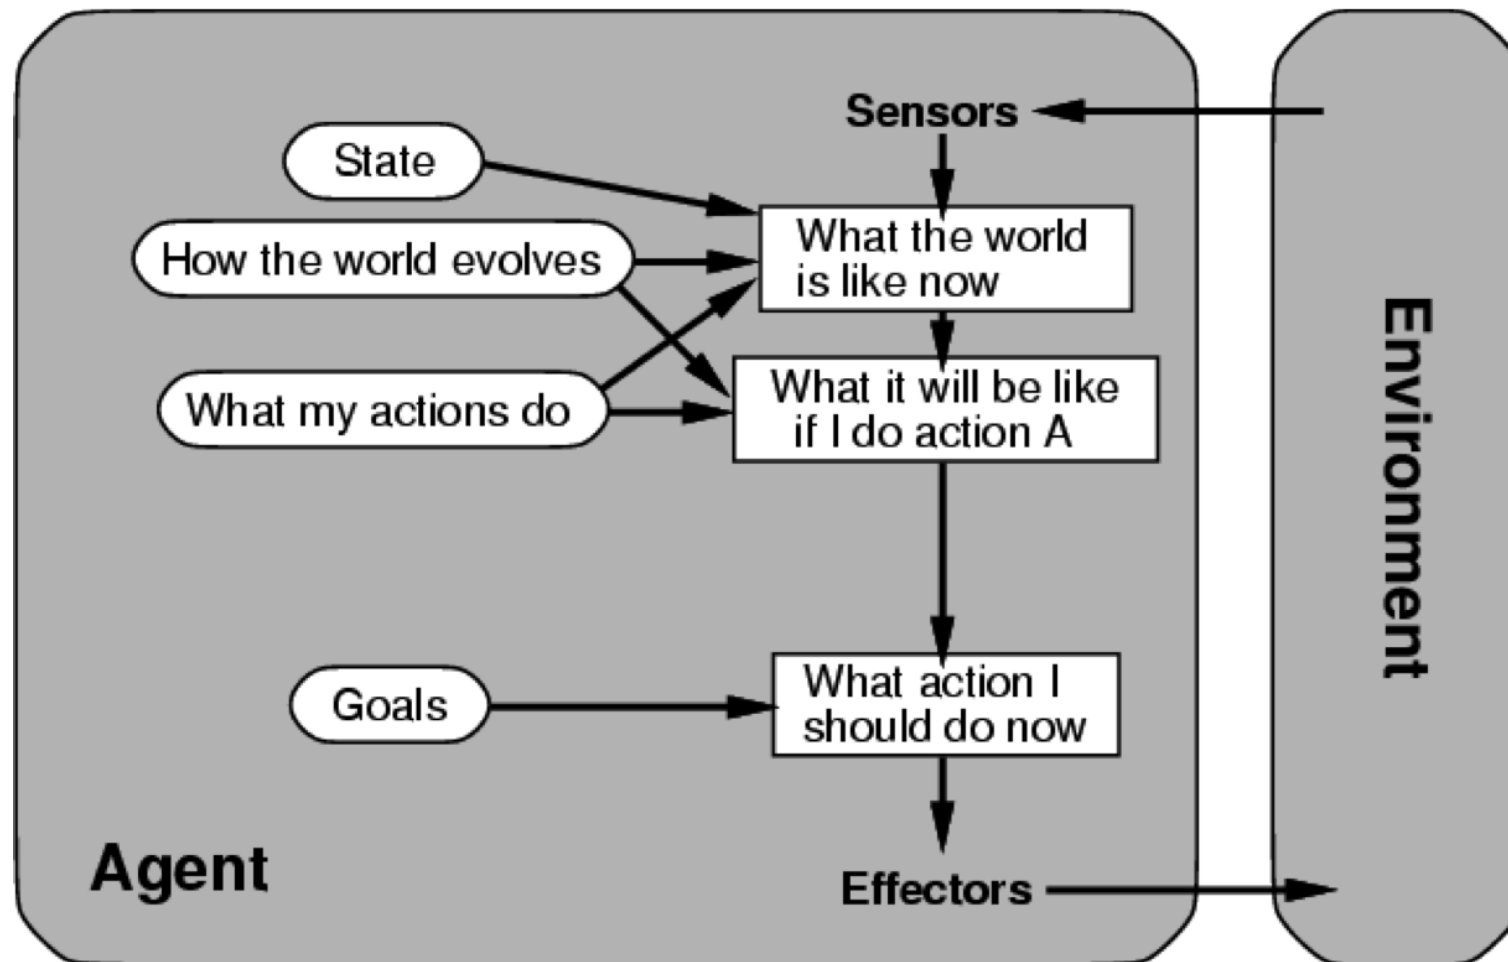 Sensors
State
What the world
is like now
How the world evolves
What my actions do
What it will be like
if I do action A
Goals
What action I
should do now
Agent
Effectors
Environment